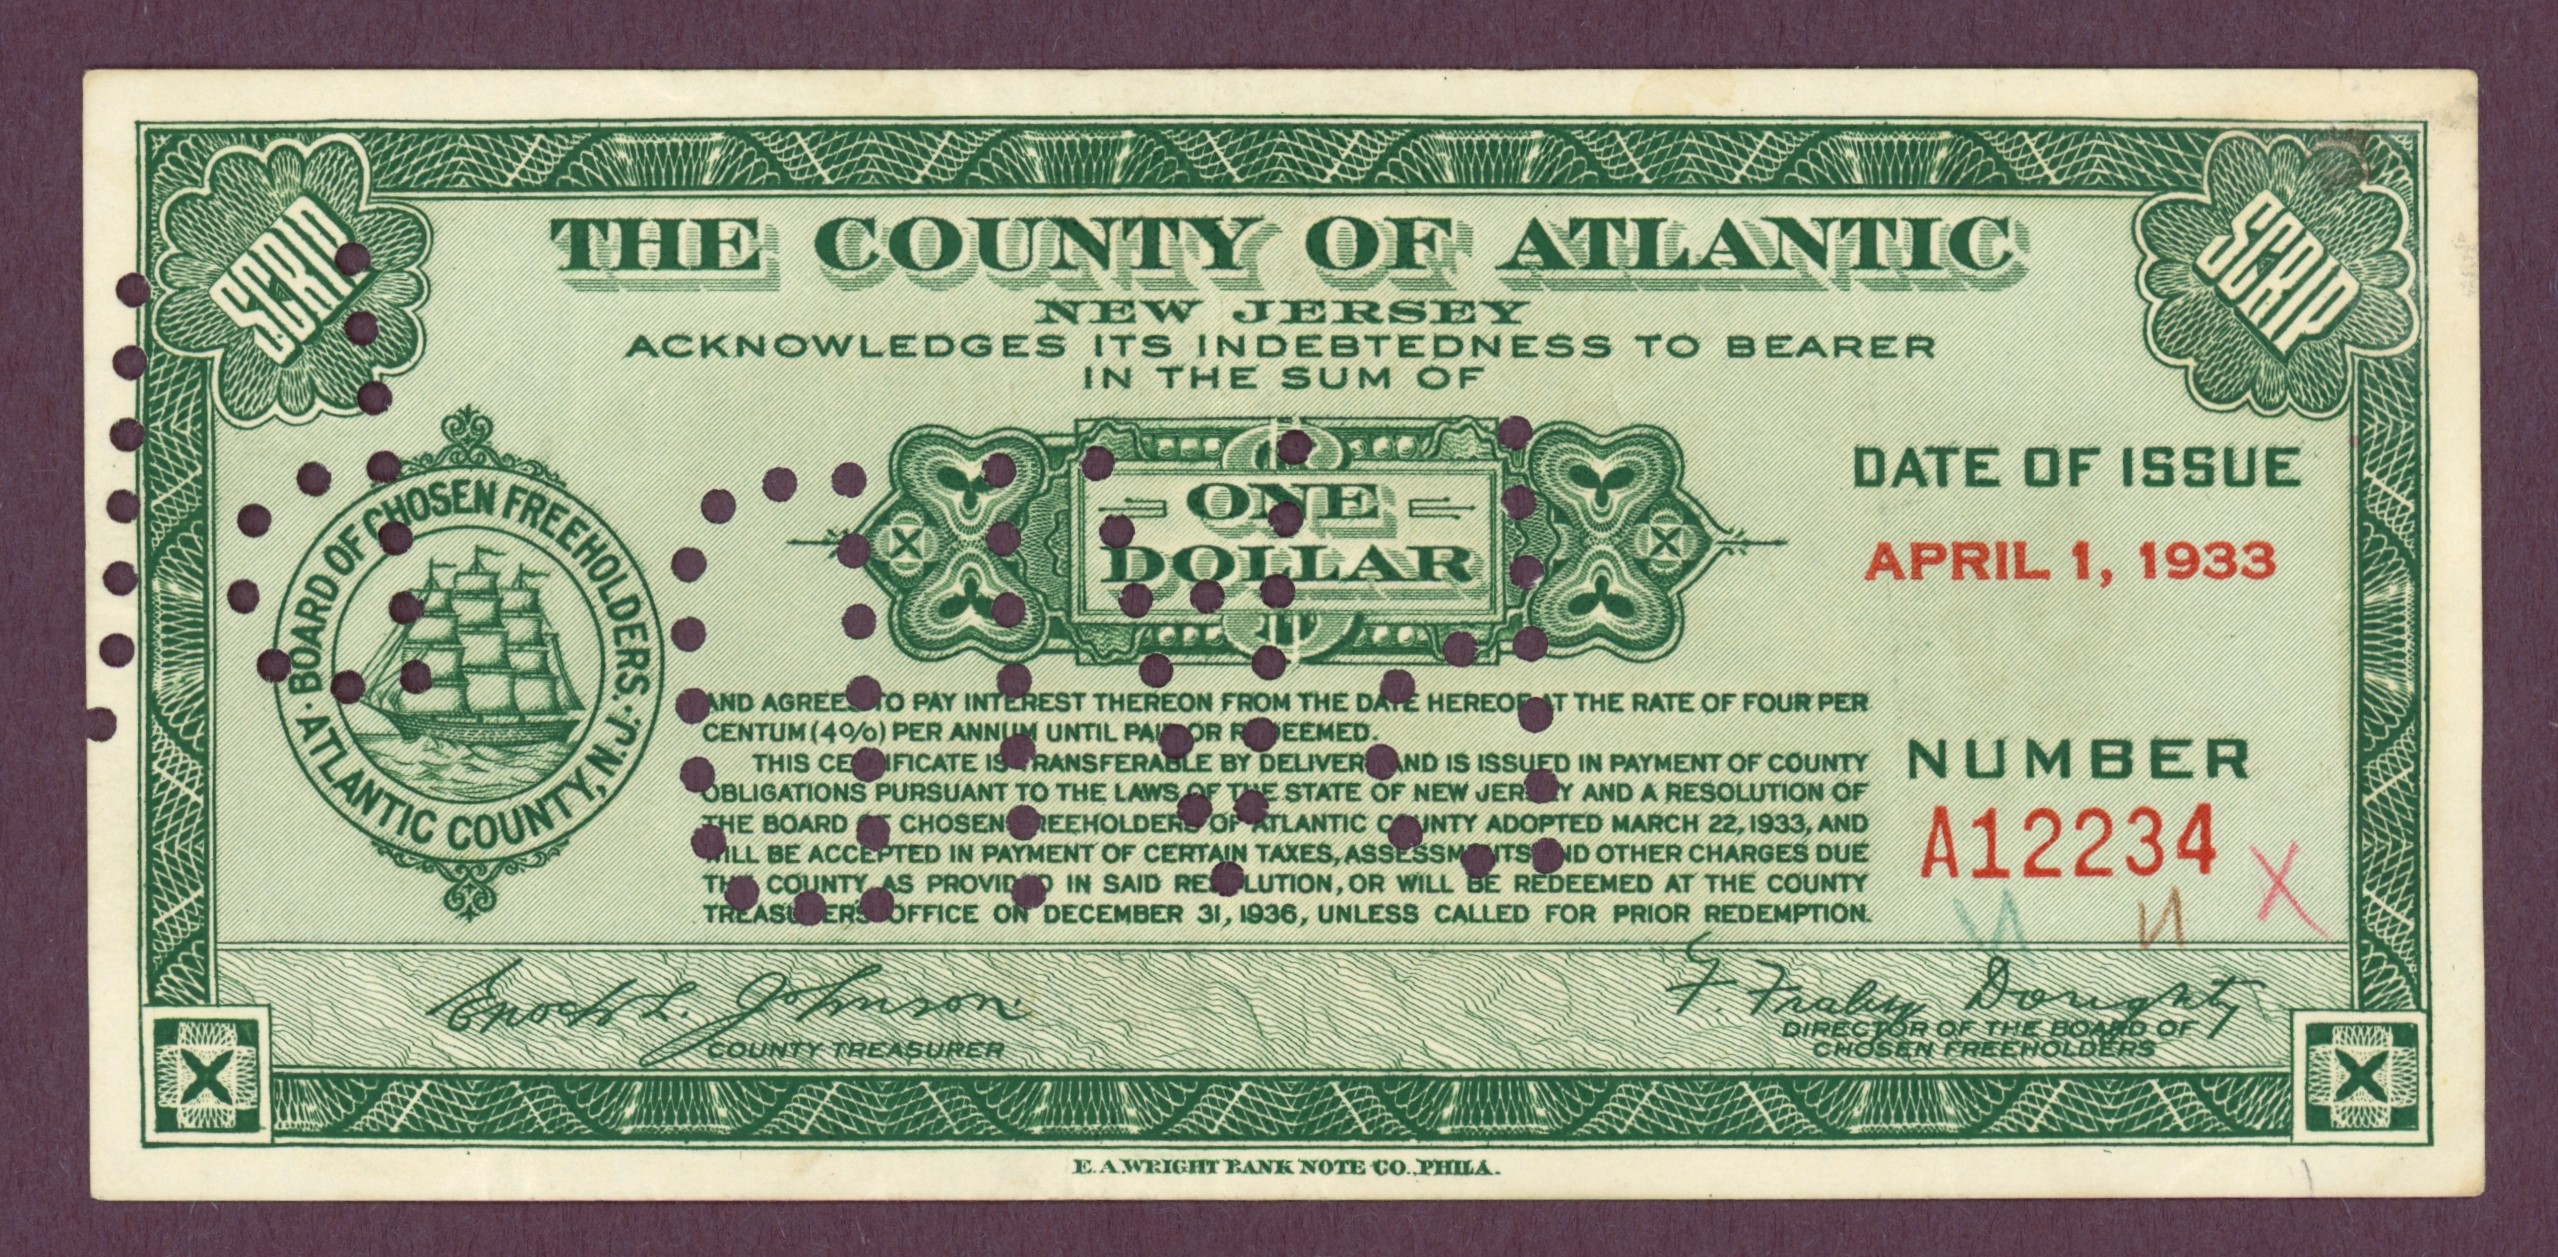 SCRIP
SCRIP
THE COUNTY OF ATLANTIC
NEW JERSEY
ACKNOWLEDGES ITS INDEBTEDNESS TO BEARER
IN THE SUM OF
ONE
DOLLAR
X
X
BOARD OF CHOSEN FREEHOLDERS.
· ATLANTIC COUNTY, N.J. ·
DATE OF ISSUE
APRIL 1, 1933
NUMBER
A12234
X
AND AGREES TO PAY INTEREST THEREON FROM THE DATE HEREOF AT THE RATE OF FOUR PER
CENTUM (4%) PER ANNUM UNTIL PAID OR REDEEMED.
THIS CERTIFICATE IS TRANSFERABLE BY DELIVERY AND IS ISSUED IN PAYMENT OF COUNTY
OBLIGATIONS PURSUANT TO THE LAWS OF THE STATE OF NEW JERSEY AND A RESOLUTION OF
THE BOARD OF CHOSEN FREEHOLDERS OF ATLANTIC COUNTY ADOPTED MARCH 22, 1933, AND
WILL BE ACCEPTED IN PAYMENT OF CERTAIN TAXES, ASSESSMENTS AND OTHER CHARGES DUE
THE COUNTY AS PROVIDED IN SAID RESOLUTION, OR WILL BE REDEEMED AT THE COUNTY
TREASURERS OFFICE ON DECEMBER 31, 1936, UNLESS CALLED FOR PRIOR REDEMPTION.
Enoch L. Johnson
COUNTY TREASURER
F. Fraley Doughty
DIRECTOR OF THE BOARD OF
CHOSEN FREEHOLDERS
X
X
E. A. WRIGHT BANK NOTE CO., PHILA.